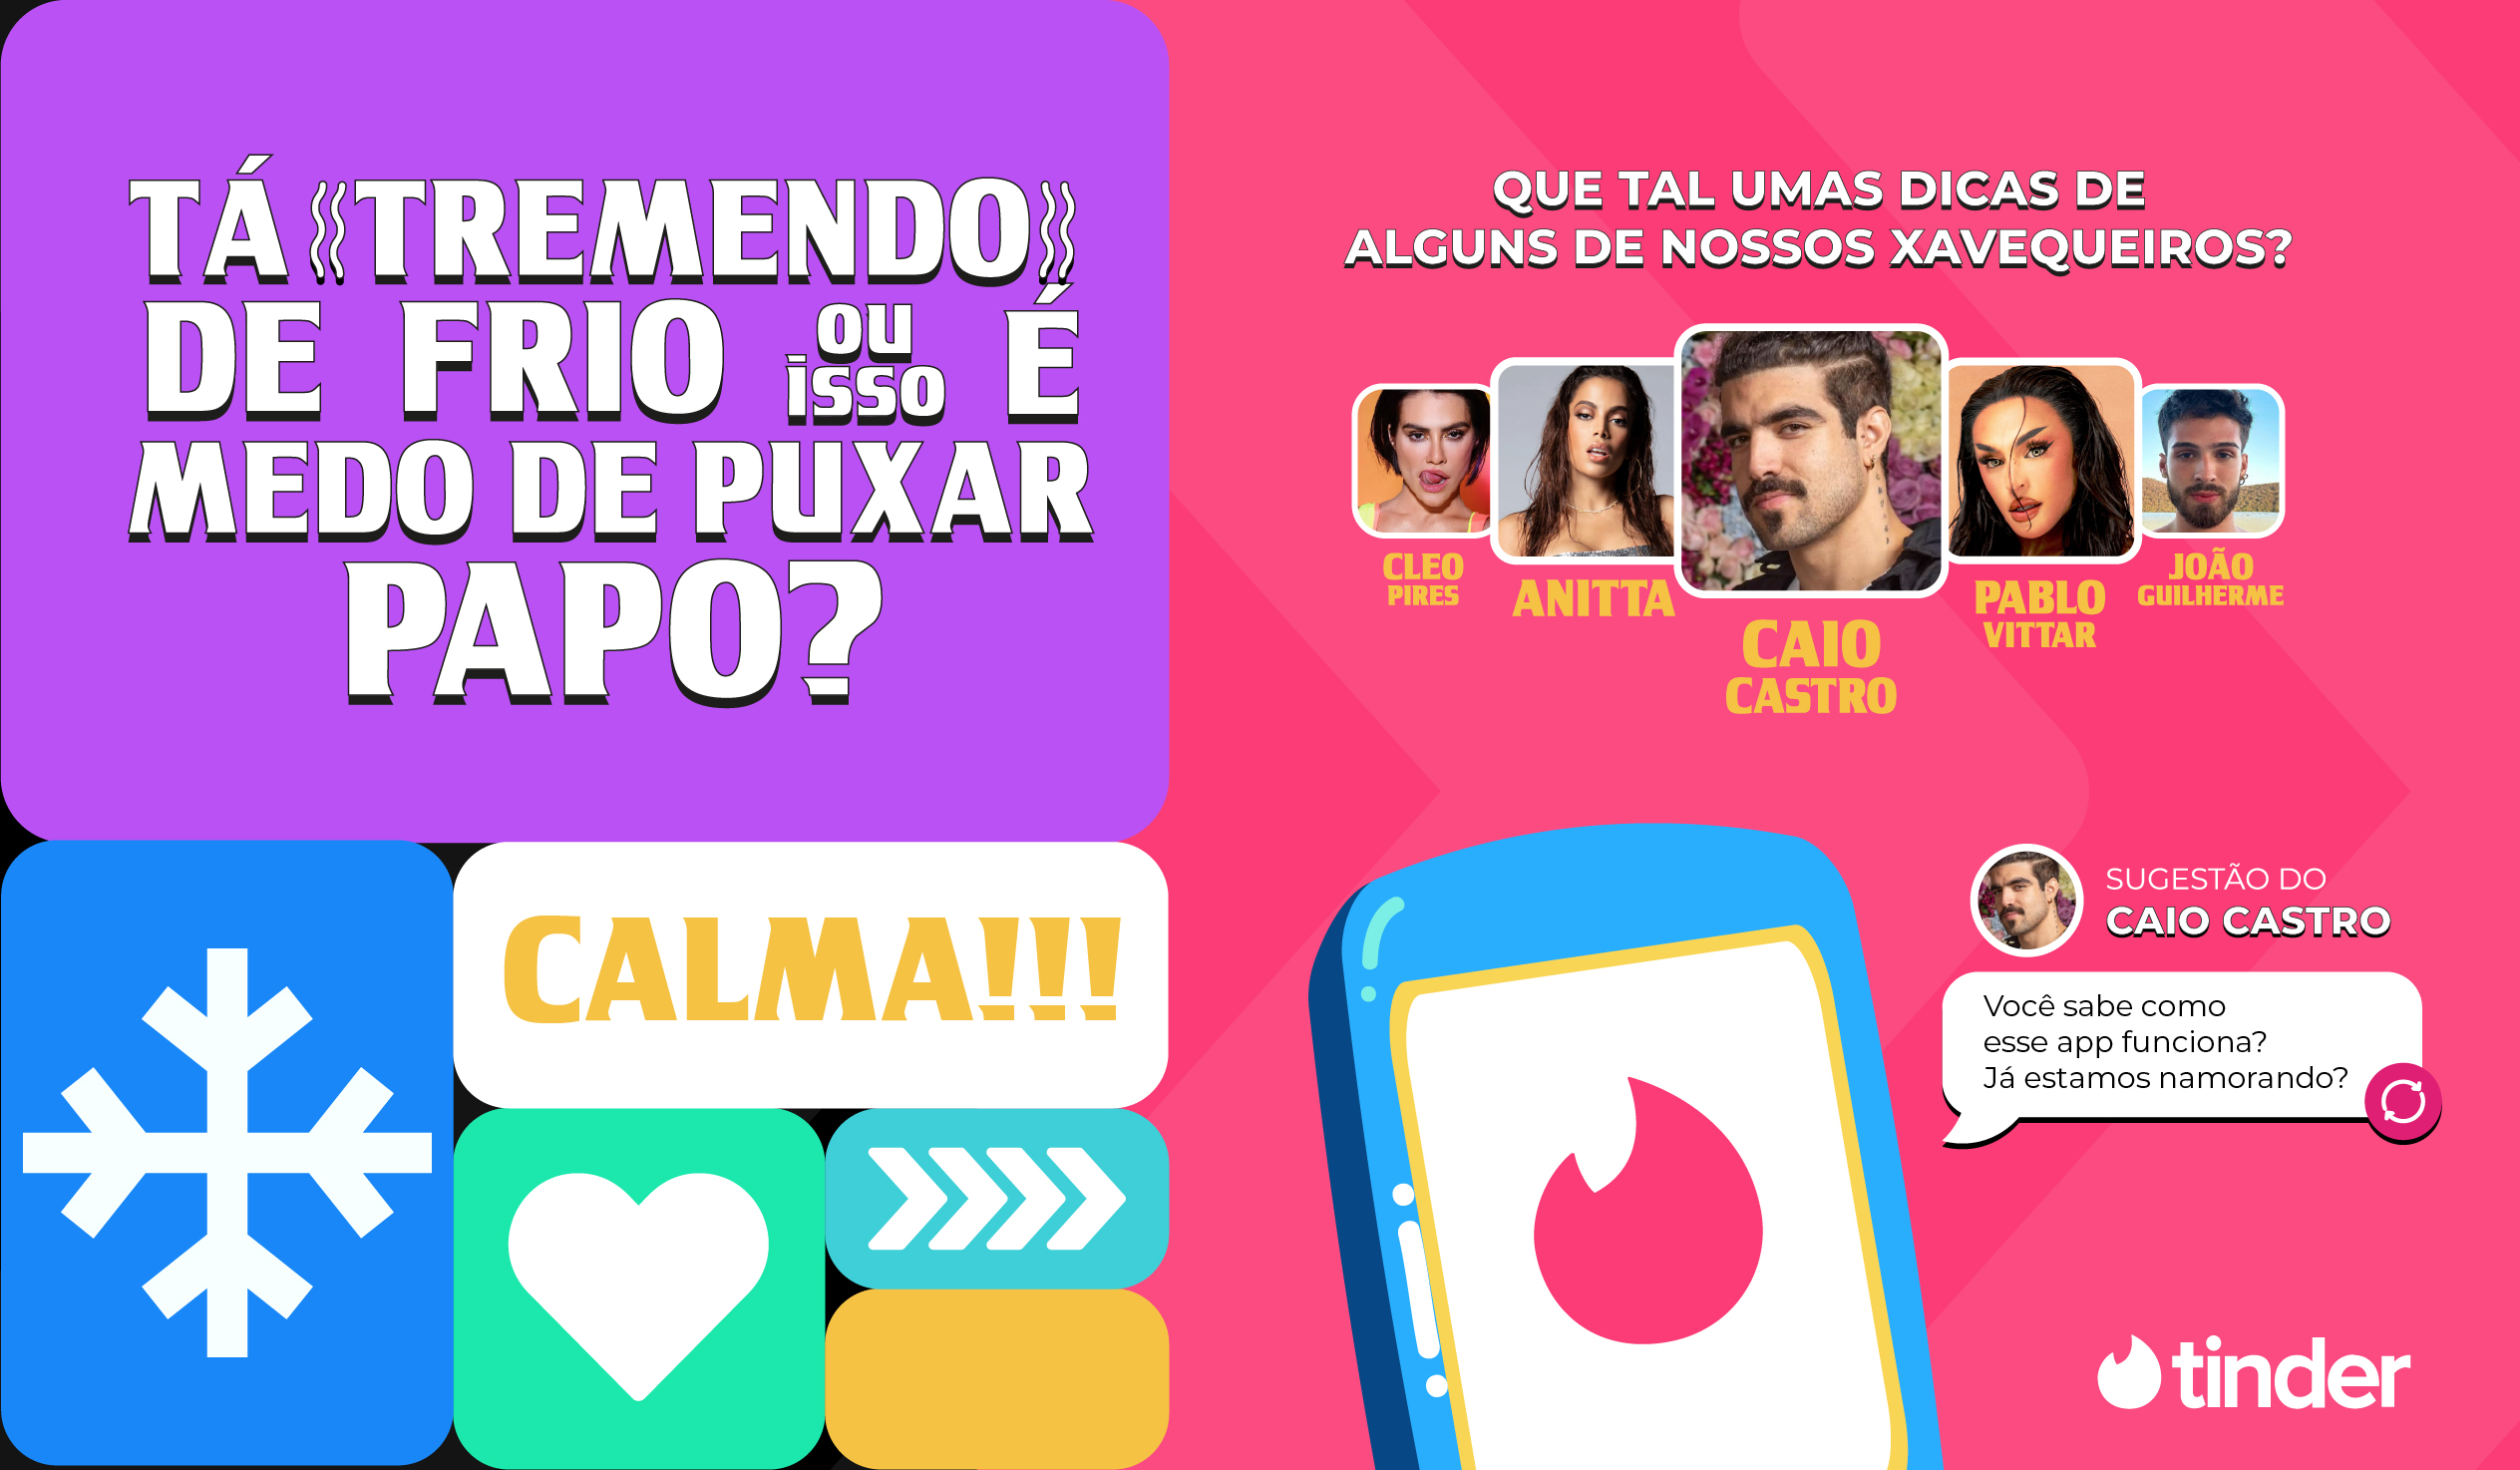 TÁ TREMENDO
DE FRIO ou isso É
MEDO DE PUXAR
PAPO?
CALMA!!!
QUE TAL UMAS DICAS DE
ALGUNS DE NOSSOS XAVEQUEIROS?
CLEO
PIRES
ANITTA
CAIO
CASTRO
PABLO
VITTAR
JOÃO
GUILHERME
SUGESTÃO DO
CAIO CASTRO
Você sabe como
esse app funciona?
Já estamos namorando?
tinder